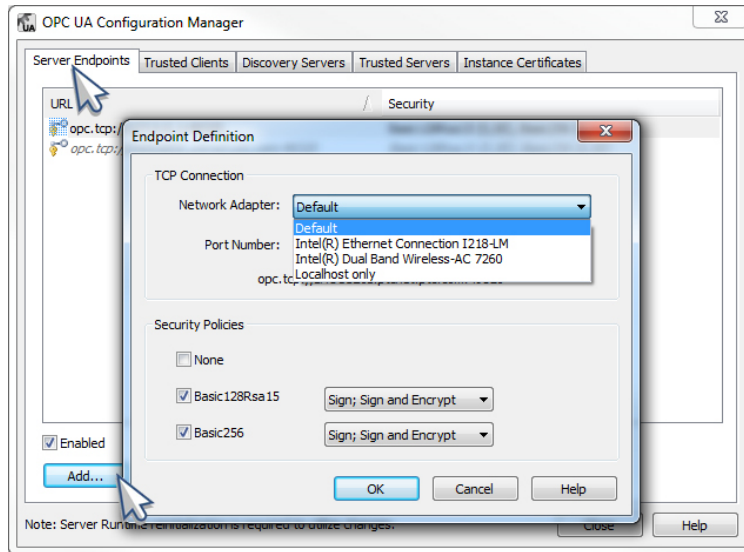 OPC UA Configuration Manager
Server Endpoints Trusted Clients Discovery Servers Trusted Servers Instance Certificates
URL / Security
opc.tcp:/
opc.tcp:/
Endpoint Definition
TCP Connection
Network Adapter: Default
Default
Port Number: Intel(R) Ethernet Connection I218-LM
Intel(R) Dual Band Wireless-AC 7260
Localhost only
opc.tcp
Security Policies
None
Basic128Rsa15 Sign; Sign and Encrypt
Basic256 Sign; Sign and Encrypt
Enabled
Add...
OK Cancel Help
Note: Server Runtime reinitialization is required to utilize changes.
Close Help